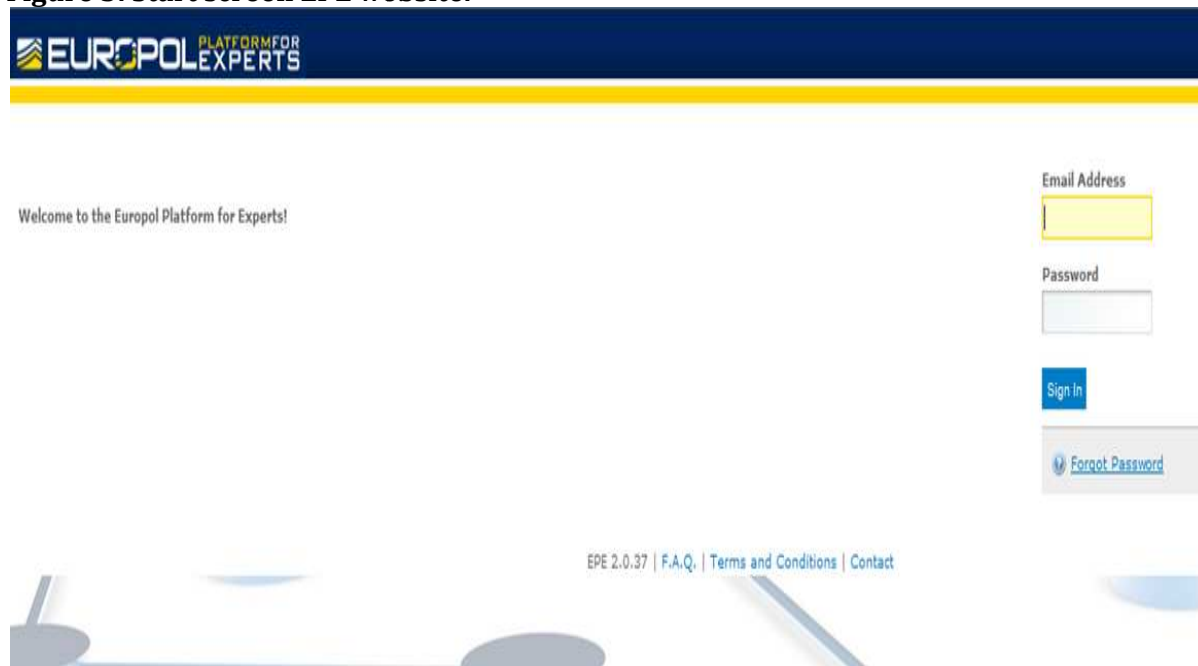 EUROPOL PLATFORM FOR EXPERTS
Email Address
Welcome to the Europol Platform for Experts!
Password
Sign In
Forgot Password
EPE 2.0.37 | F.A.Q. | Terms and Conditions | Contact